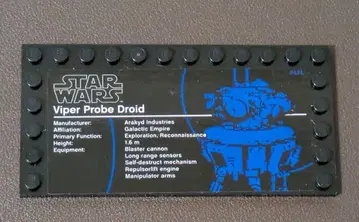 STAR
WARS
Viper Probe Droid
Manufacturer: Arakyd Industries
Affiliation: Galactic Empire
Primary Function: Exploration, Reconnaissance
Height: 1.6 m
Equipment: Blaster cannon
Long range sensors
Self-destruct mechanism
Repulsorlift engine
Manipulator arms